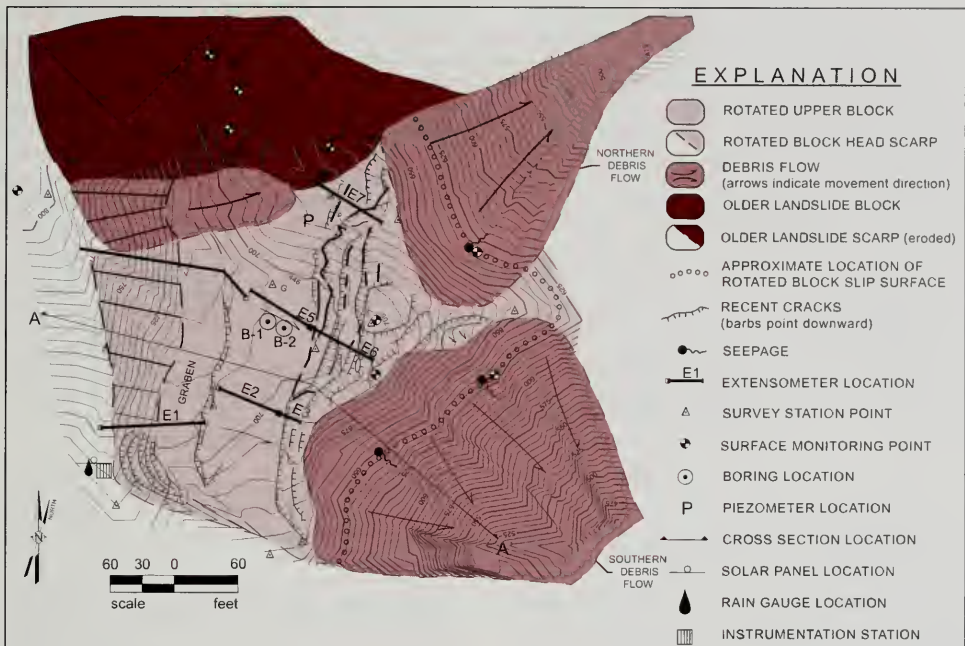 EXPLANATION
ROTATED UPPER BLOCK
ROTATED BLOCK HEAD SCARP
DEBRIS FLOW
(arrows indicate movement direction)
OLDER LANDSLIDE BLOCK
OLDER LANDSLIDE SCARP (eroded)
APPROXIMATE LOCATION OF
ROTATED BLOCK SLIP SURFACE
RECENT CRACKS
(barbs point downward)
SEEPAGE
E1
EXTENSOMETER LOCATION
SURVEY STATION POINT
SURFACE MONITORING POINT
BORING LOCATION
P PIEZOMETER LOCATION
CROSS SECTION LOCATION
SOLAR PANEL LOCATION
RAIN GAUGE LOCATION
INSTRUMENTATION STATION
NORTHERN
DEBRIS
FLOW
E7
P
G
A
B-1
B-2
E5
E6
GRABEN
E2
E
E1
700
A
SOUTHERN
DEBRIS
FLOW
NORTH
60 30 0 60
scale feet